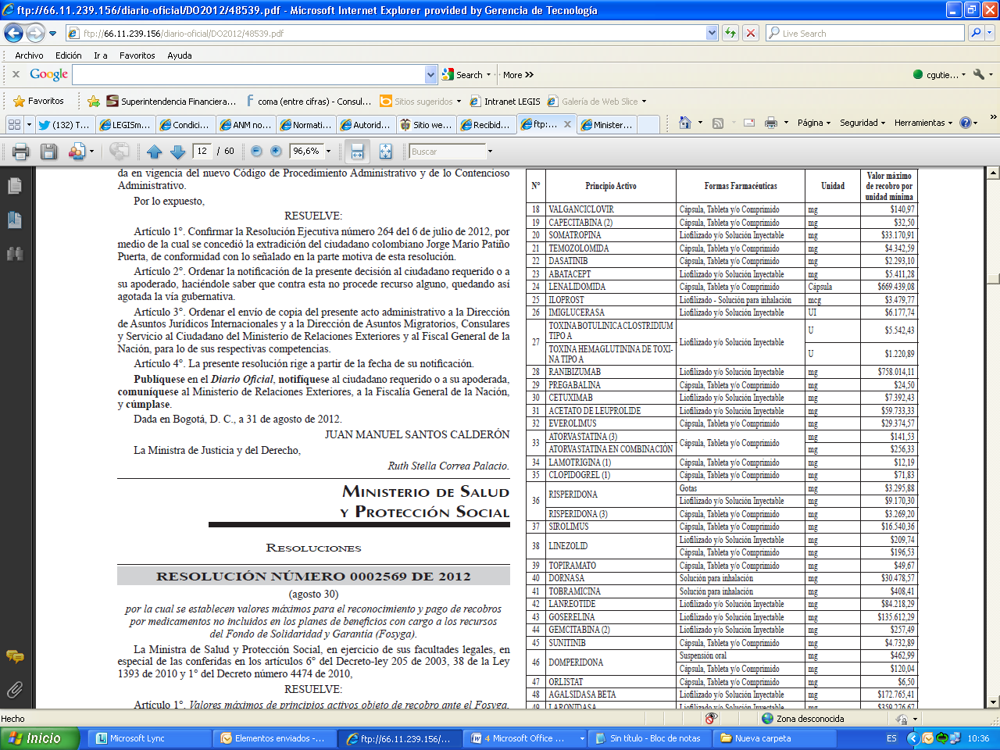 ftp://66.11.239.156/diario-oficial/DO2012/48539.pdf - Microsoft Internet Explorer provided by Gerencia de Tecnología
ftp://66.11.239.156/diario-oficial/DO2012/48539.pdf
Live Search
Archivo Edición Ir a Favoritos Ayuda
x Google Search More >> cgutie...
Favoritos Superintendencia Financiera... coma (entre cifras) - Consul... Sitios sugeridos Intranet LEGIS Galería de Web Slice
(132) T... LEGISm... Condici... ANM no... Normati... Autorid... Sitio we... Recibid... ftp:... X Minister... Página Seguridad Herramientas
12 / 60 96,6% Buscar
da en vigencia del nuevo Código de Procedimiento Administrativo y de lo Contencioso
Administrativo.
Por lo expuesto,
RESUELVE:
Artículo 1°. Confirmar la Resolución Ejecutiva número 264 del 6 de julio de 2012, por
medio de la cual se concedió la extradición del ciudadano colombiano Jorge Mario Patiño
Puerta, de conformidad con lo señalado en la parte motiva de esta resolución.
Artículo 2°. Ordenar la notificación de la presente decisión al ciudadano requerido o a
su apoderado, haciéndole saber que contra esta no procede recurso alguno, quedando así
agotada la vía gubernativa.
Artículo 3°. Ordenar el envío de copia del presente acto administrativo a la Dirección
de Asuntos Jurídicos Internacionales y a la Dirección de Asuntos Migratorios, Consulares
y Servicio al Ciudadano del Ministerio de Relaciones Exteriores y al Fiscal General de la
Nación, para lo de sus respectivas competencias.
Artículo 4°. La presente resolución rige a partir de la fecha de su notificación.
Publíquese en el Diario Oficial, notifíquese al ciudadano requerido o a su apoderada,
comuníquese al Ministerio de Relaciones Exteriores, a la Fiscalía General de la Nación,
y cúmplase.
Dada en Bogotá, D. C., a 31 de agosto de 2012.
JUAN MANUEL SANTOS CALDERÓN
La Ministra de Justicia y del Derecho,
Ruth Stella Correa Palacio.
MINISTERIO DE SALUD
Y PROTECCIÓN SOCIAL
RESOLUCIONES
RESOLUCIÓN NÚMERO 0002569 DE 2012
(agosto 30)
por la cual se establecen valores máximos para el reconocimiento y pago de recobros
por medicamentos no incluidos en los planes de beneficios con cargo a los recursos
del Fondo de Solidaridad y Garantía (Fosyga).
La Ministra de Salud y Protección Social, en ejercicio de sus facultades legales, en
especial de las conferidas en los artículos 6° del Decreto-ley 205 de 2003, 38 de la Ley
1393 de 2010 y 1° del Decreto número 4474 de 2010,
RESUELVE:
Artículo 1°. Valores máximos de principios activos objeto de recobro ante el Fosyga.
N° Principio Activo Formas Farmacéuticas Unidad Valor máximo
de recobro por
unidad mínima
18 VALGANCICLOVIR Cápsula, Tableta y/o Comprimido mg $140,97
19 CAPECITABINA (2) Cápsula, Tableta y/o Comprimido mg $32,50
20 SOMATROPINA Liofilizado y/o Solución Inyectable mg $33.170,91
21 TEMOZOLOMIDA Cápsula, Tableta y/o Comprimido mg $4.342,59
22 DASATINIB Cápsula, Tableta y/o Comprimido mg $2.293,10
23 ABATACEPT Liofilizado y/o Solución Inyectable mg $5.411,28
24 LENALIDOMIDA Cápsula, Tableta y/o Comprimido Cápsula $669.439,08
25 ILOPROST Liofilizado - Solución para inhalación mcg $3.479,77
26 IMIGLUCERASA Liofilizado y/o Solución Inyectable UI $6.177,74
27 TOXINA BOTULINICA CLOSTRIDIUM
TIPO A Liofilizado y/o Solución Inyectable U $5.542,43
TOXINA HEMAGLUTININA DE TOXI-
NA TIPO A U $1.220,89
28 RANIBIZUMAB Liofilizado y/o Solución Inyectable mg $758.014,11
29 PREGABALINA Cápsula, Tableta y/o Comprimido mg $24,50
30 CETUXIMAB Liofilizado y/o Solución Inyectable mg $7.392,43
31 ACETATO DE LEUPROLIDE Liofilizado y/o Solución Inyectable mg $59.733,33
32 EVEROLIMUS Cápsula, Tableta y/o Comprimido mg $29.374,57
33 ATORVASTATINA (3) Cápsula, Tableta y/o Comprimido mg $141,53
ATORVASTATINA EN COMBINACIÓN mg $256,33
34 LAMOTRIGINA (1) Cápsula, Tableta y/o Comprimido mg $12,19
35 CLOPIDOGREL (1) Cápsula, Tableta y/o Comprimido mg $71,83
36 RISPERIDONA Gotas mg $3.295,88
Liofilizado y/o Solución Inyectable mg $9.170,30
RISPERIDONA (3) Cápsula, Tableta y/o Comprimido mg $3.269,20
37 SIROLIMUS Cápsula, Tableta y/o Comprimido mg $16.540,36
38 LINEZOLID Liofilizado y/o Solución Inyectable mg $209,74
Cápsula, Tableta y/o Comprimido mg $196,53
39 TOPIRAMATO Cápsula, Tableta y/o Comprimido mg $49,67
40 DORNASA Solución para inhalación mg $30.478,57
41 TOBRAMICINA Solución para inhalación mg $408,41
42 LANREOTIDE Liofilizado y/o Solución Inyectable mg $84.218,29
43 GOSERELINA Liofilizado y/o Solución Inyectable mg $135.612,29
44 GEMCITABINA (2) Liofilizado y/o Solución Inyectable mg $257,49
45 SUNITINIB Cápsula, Tableta y/o Comprimido mg $4.732,89
46 DOMPERIDONA Suspensión oral mg $462,99
Cápsula, Tableta y/o Comprimido mg $120,04
47 ORLISTAT Cápsula, Tableta y/o Comprimido mg $6,50
48 AGALSIDASA BETA Liofilizado y/o Solución Inyectable mg $172.765,41
49 LARONIDASA Liofilizado y/o Solución Inyectable mg $359.276,67
Hecho Zona desconocida
Inicio Microsoft Lync Elementos enviados -... ftp://66.11.239.156/... 4 Microsoft Office ... Sin título - Bloc de notas Nueva carpeta ES 10:36